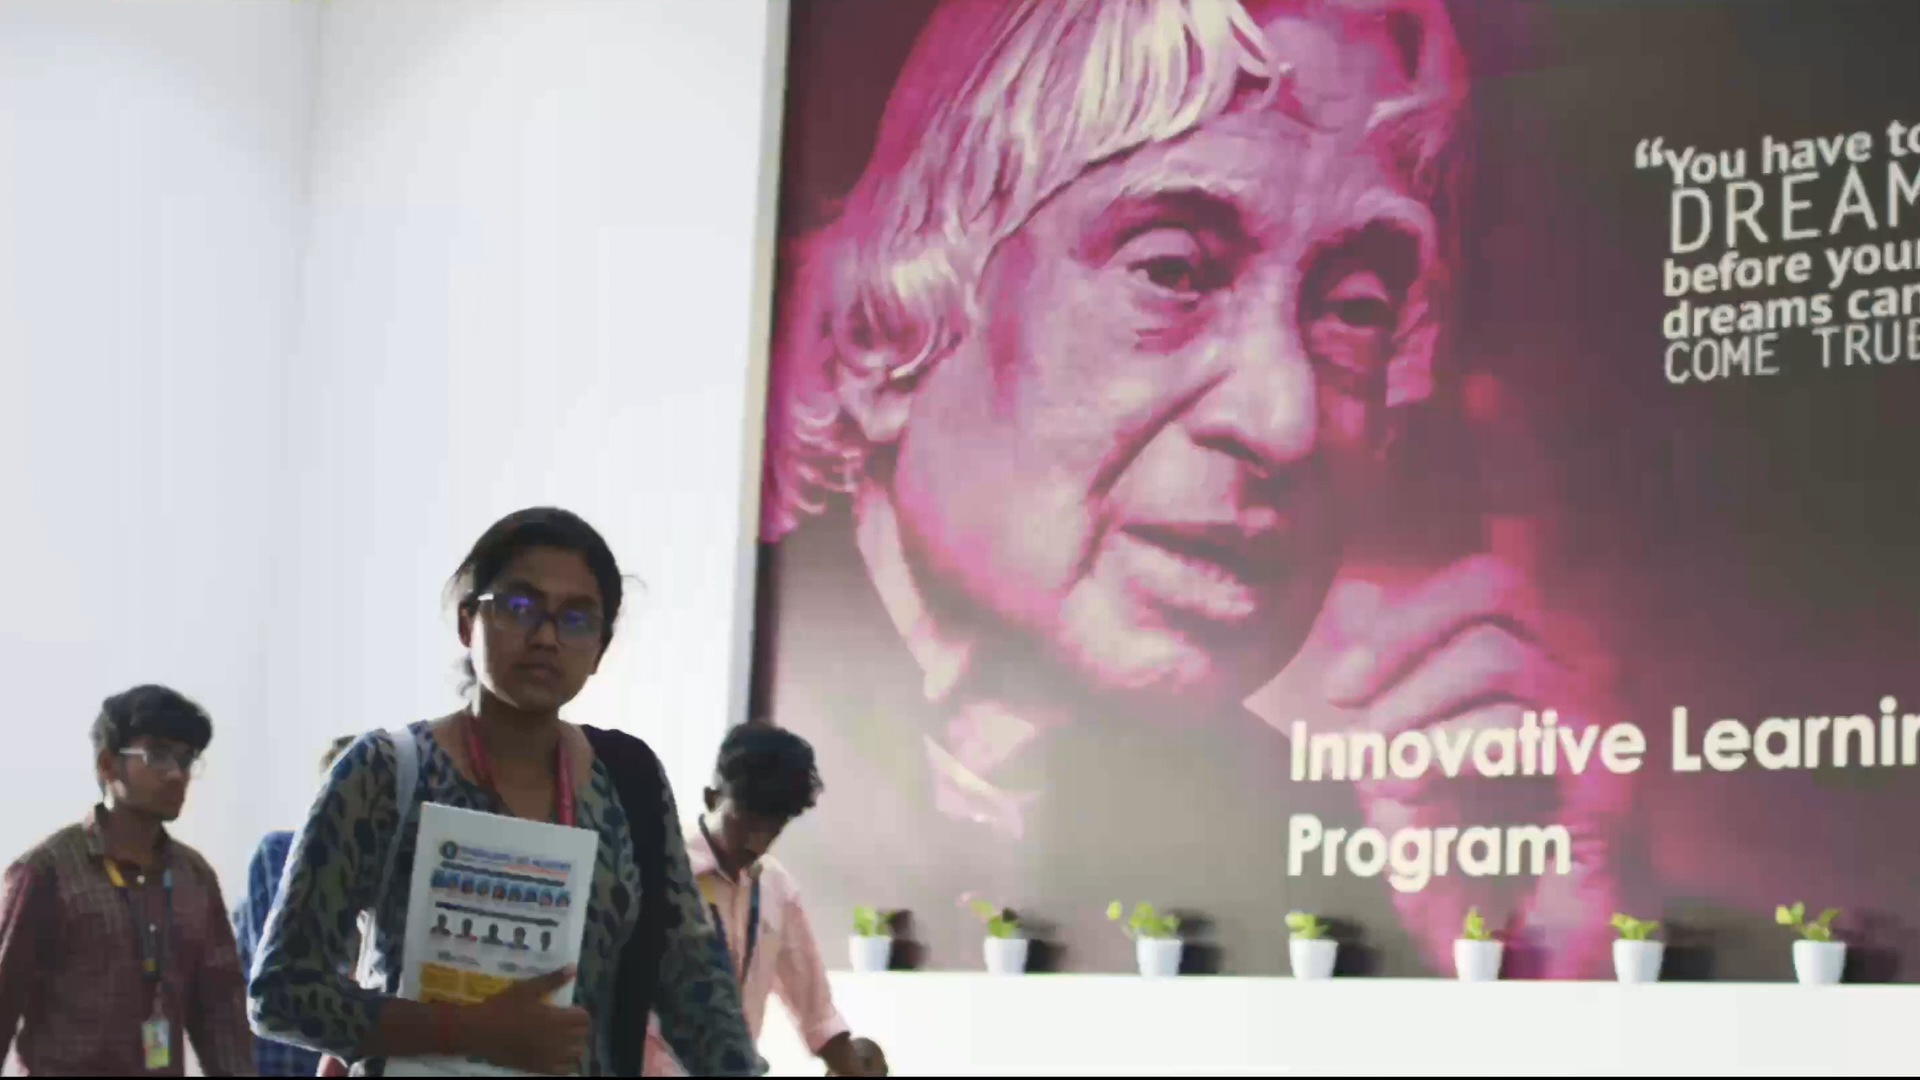 “You have to
DREAM
before your
dreams can
COME TRUE
Innovative Learnin
Program